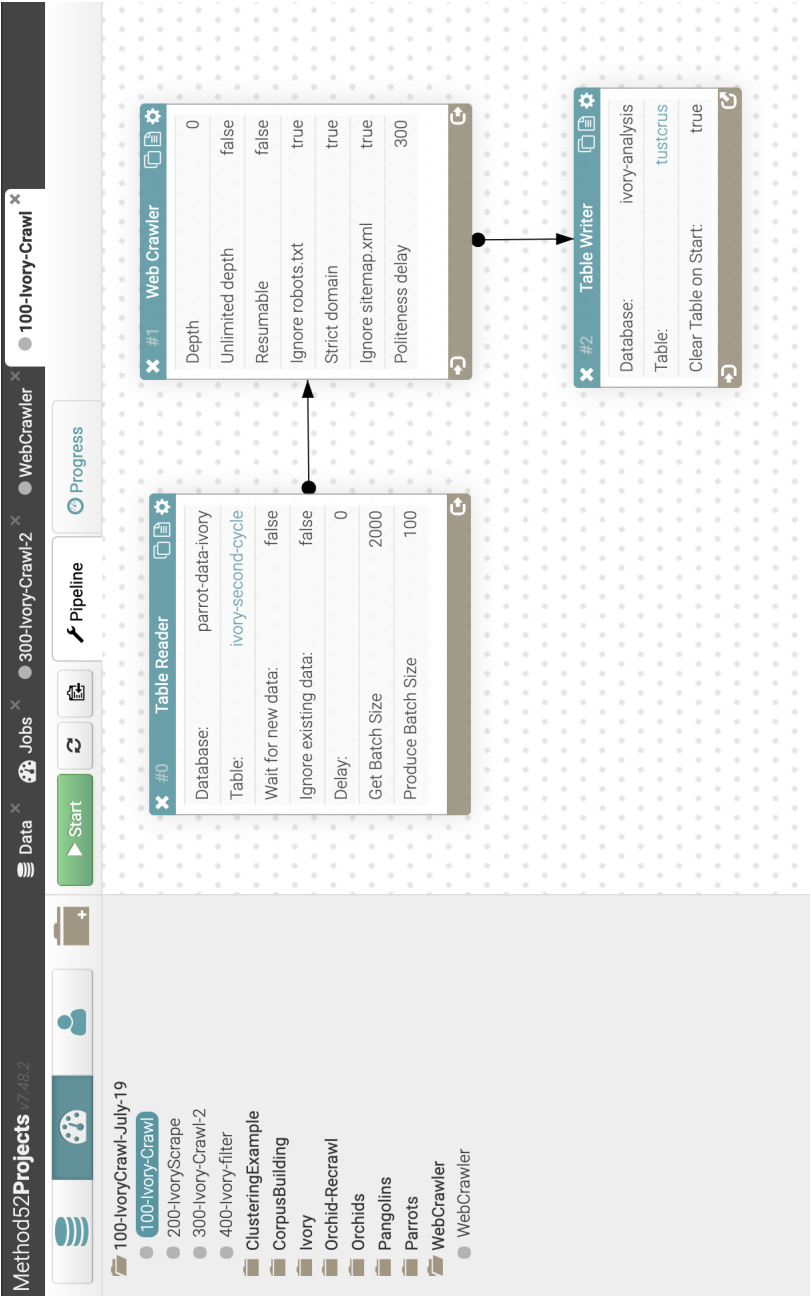 Method52Projects v7.48.2
Data ×
Jobs ×
300-Ivory-Crawl-2 ×
WebCrawler ×
100-Ivory-Crawl ×
Start
Pipeline
Progress
100-IvoryCrawl-July-19
100-Ivory-Crawl
200-IvoryScrape
300-Ivory-Crawl-2
400-Ivory-filter
ClusteringExample
CorpusBuilding
Ivory
Orchid-Recrawl
Orchids
Pangolins
Parrots
WebCrawler
WebCrawler
#0 Table Reader
Database: parrot-data-ivory
Table: ivory-second-cycle
Wait for new data: false
Ignore existing data: false
Delay: 0
Get Batch Size 2000
Produce Batch Size 100
#1 Web Crawler
Depth 0
Unlimited depth false
Resumable false
Ignore robots.txt true
Strict domain true
Ignore sitemap.xml true
Politeness delay 300
#2 Table Writer
Database: ivory-analysis
Table: tustcrus
Clear Table on Start: true